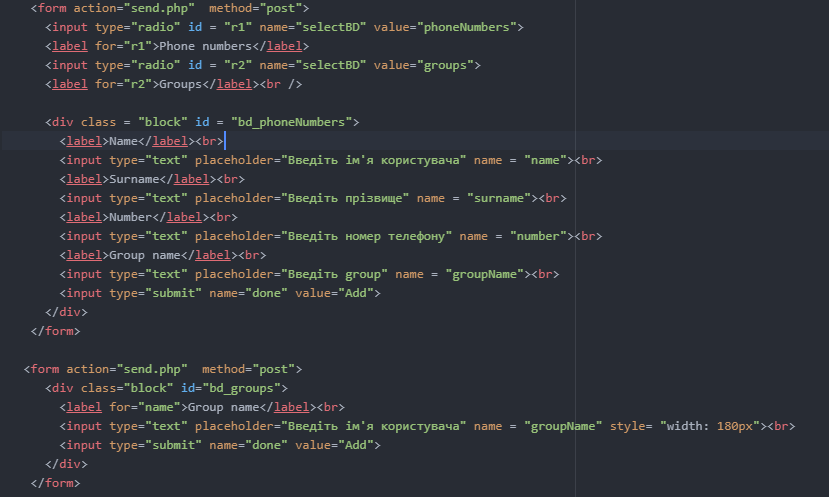 <form action="send.php"  method="post">
<input type="radio" id = "r1" name="selectBD" value="phoneNumbers">
<label for="r1">Phone numbers</label>
<input type="radio" id = "r2" name="selectBD" value="groups">
<label for="r2">Groups</label><br />
<div class = "block" id = "bd_phoneNumbers">
<label>Name</label><br>
<input type="text" placeholder="Введіть ім'я користувача" name = "name"><br>
<label>Surname</label><br>
<input type="text" placeholder="Введіть прізвище" name = "surname"><br>
<label>Number</label><br>
<input type="text" placeholder="Введіть номер телефону" name = "number"><br>
<label>Group name</label><br>
<input type="text" placeholder="Введіть group" name = "groupName"><br>
<input type="submit" name="done" value="Add">
</div>
</form>
<form action="send.php"  method="post">
<div class="block" id="bd_groups">
<label for="name">Group name</label><br>
<input type="text" placeholder="Введіть ім'я користувача" name = "groupName" style= "width: 180px"><br>
<input type="submit" name="done" value="Add">
</div>
</form>